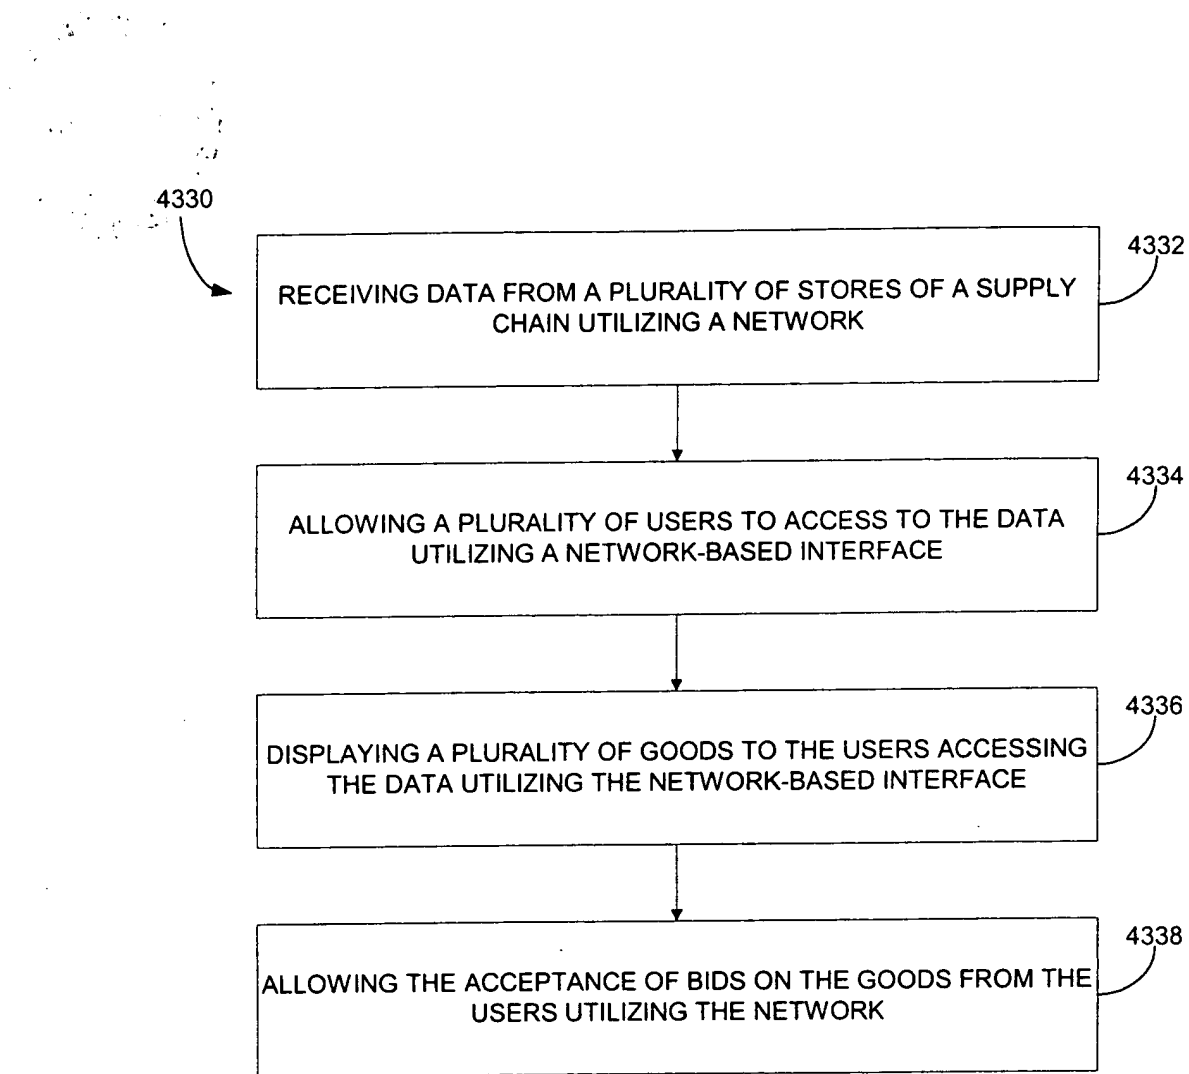 4330
4332
RECEIVING DATA FROM A PLURALITY OF STORES OF A SUPPLY
CHAIN UTILIZING A NETWORK
4334
ALLOWING A PLURALITY OF USERS TO ACCESS TO THE DATA
UTILIZING A NETWORK-BASED INTERFACE
4336
DISPLAYING A PLURALITY OF GOODS TO THE USERS ACCESSING
THE DATA UTILIZING THE NETWORK-BASED INTERFACE
4338
ALLOWING THE ACCEPTANCE OF BIDS ON THE GOODS FROM THE
USERS UTILIZING THE NETWORK